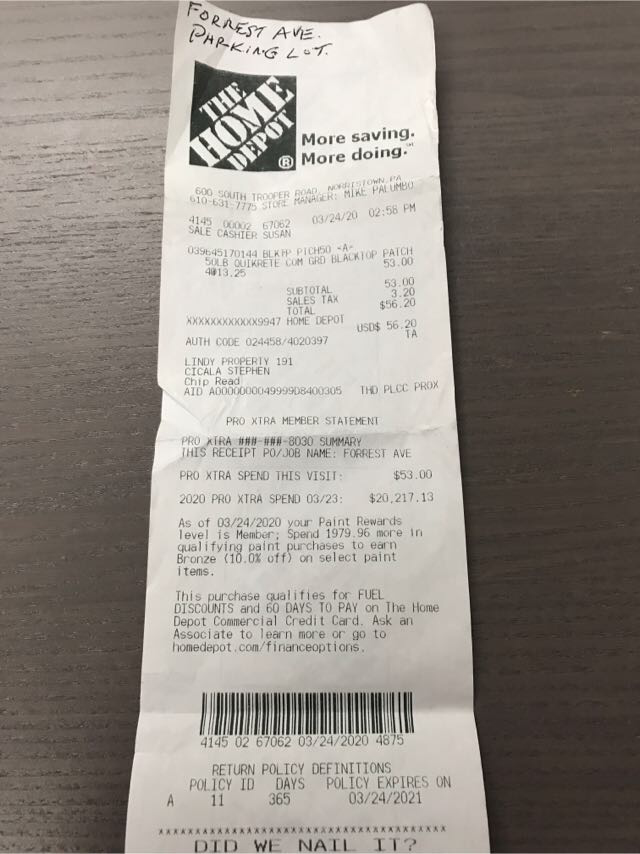 FORREST AVE.
PARKING LOT.
THE
HOME
DEPOT
®
More saving.
More doing.℠
600 SOUTH TROOPER ROAD, NORRISTOWN,PA
610-631-7775 STORE MANAGER: MIKE PALUMBO
4145 00002 67062 03/24/20 02:58 PM
SALE CASHIER SUSAN
039645170144 BLKHP PTCH50 <A>
50LB QUIKRETE COM GRD BLACKTOP PATCH
4@13.25 53.00
SUBTOTAL 53.00
SALES TAX 3.20
TOTAL $56.20
XXXXXXXXXXXX9947 HOME DEPOT
USD$ 56.20
AUTH CODE 024458/4020397 TA
LINDY PROPERTY 191
CICALA STEPHEN
Chip Read
AID A0000000049999D8400305 THD PLCC PROX
PRO XTRA MEMBER STATEMENT
PRO XTRA ###-###-8030 SUMMARY
THIS RECEIPT PO/JOB NAME: FORREST AVE
PRO XTRA SPEND THIS VISIT: $53.00
2020 PRO XTRA SPEND 03/23: $20,217.13
As of 03/24/2020 your Paint Rewards
level is Member; Spend 1979.96 more in
qualifying paint purchases to earn
Bronze (10.0% off) on select paint
items.
This purchase qualifies for FUEL
DISCOUNTS and 60 DAYS TO PAY on The Home
Depot Commercial Credit Card. Ask an
Associate to learn more or go to
homedepot.com/financeoptions.
4145 02 67062 03/24/2020 4875
RETURN POLICY DEFINITIONS
POLICY ID DAYS POLICY EXPIRES ON
A 11 365 03/24/2021
DID WE NAIL IT?